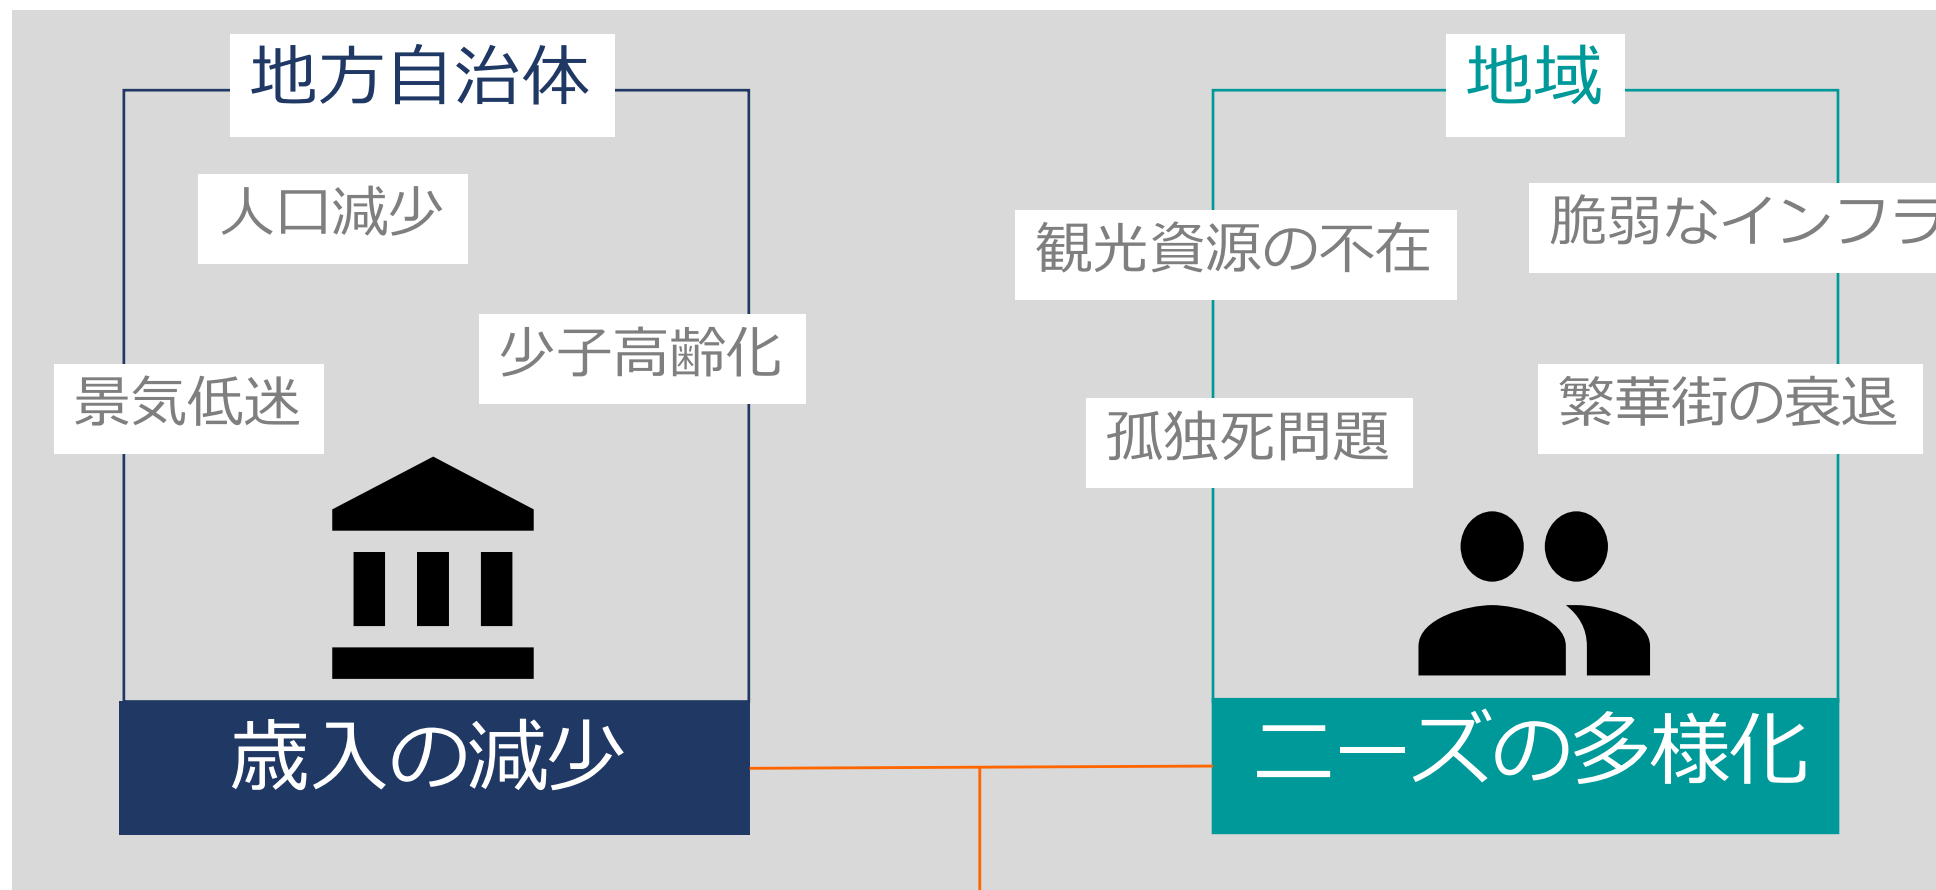 地方自治体
人口減少
少子高齢化
景気低迷
歳入の減少
地域
脆弱なインフラ
観光資源の不在
繁華街の衰退
孤独死問題
ニーズの多様化